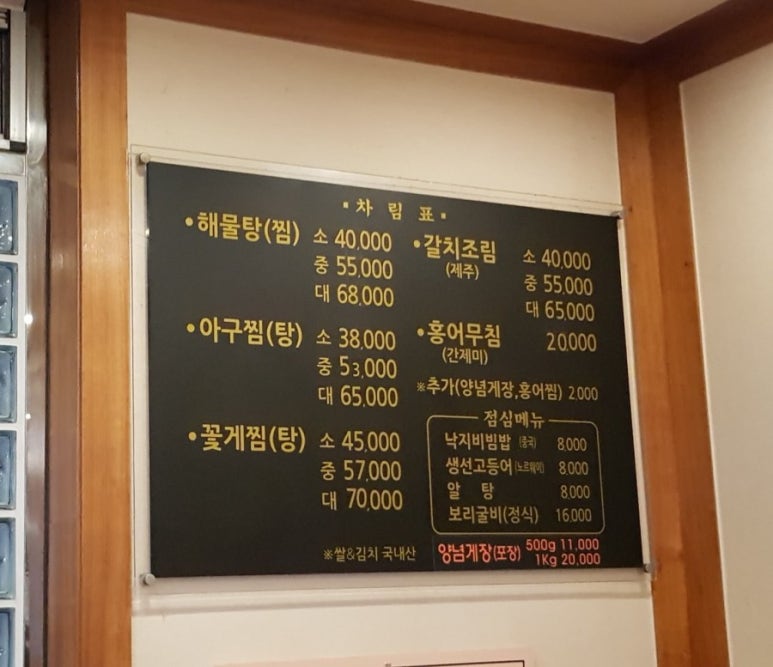 ▪차 림 표▪
•해물탕(찜) 소 40,000
중 55,000
대 68,000
•아구찜(탕) 소 38,000
중 53,000
대 65,000
•꽃게찜(탕) 소 45,000
중 57,000
대 70,000
※쌀&김치 국내산
•갈치조림 소 40,000
(제주) 중 55,000
대 65,000
•홍어무침 20,000
(간제미)
※추가(양념게장,홍어찜) 2,000
점심메뉴
낙지비빔밥 (중국) 8,000
생선고등어(노르웨이) 8,000
알 탕 8,000
보리굴비(정식) 16,000
양념게장(포장) 500g 11,000
1Kg 20,000